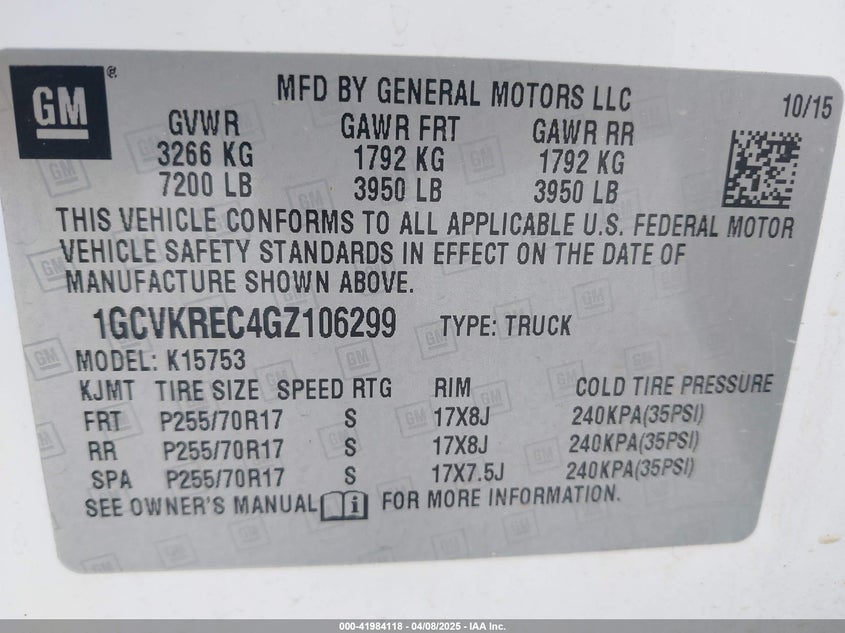 GM®
MFD BY GENERAL MOTORS LLC
10/15
GVWR GAWR FRT GAWR RR
3266 KG 1792 KG 1792 KG
7200 LB 3950 LB 3950 LB
THIS VEHICLE CONFORMS TO ALL APPLICABLE U.S. FEDERAL MOTOR
VEHICLE SAFETY STANDARDS IN EFFECT ON THE DATE OF
MANUFACTURE SHOWN ABOVE.
1GCVKREC4GZ106299 TYPE: TRUCK
MODEL: K15753
KJMT TIRE SIZE SPEED RTG RIM COLD TIRE PRESSURE
FRT P255/70R17 S 17X8J 240KPA(35PSI)
RR P255/70R17 S 17X8J 240KPA(35PSI)
SPA P255/70R17 S 17X7.5J 240KPA(35PSI)
SEE OWNER'S MANUAL i FOR MORE INFORMATION.
000-41984118 - 04/08/2025 - IAA Inc.